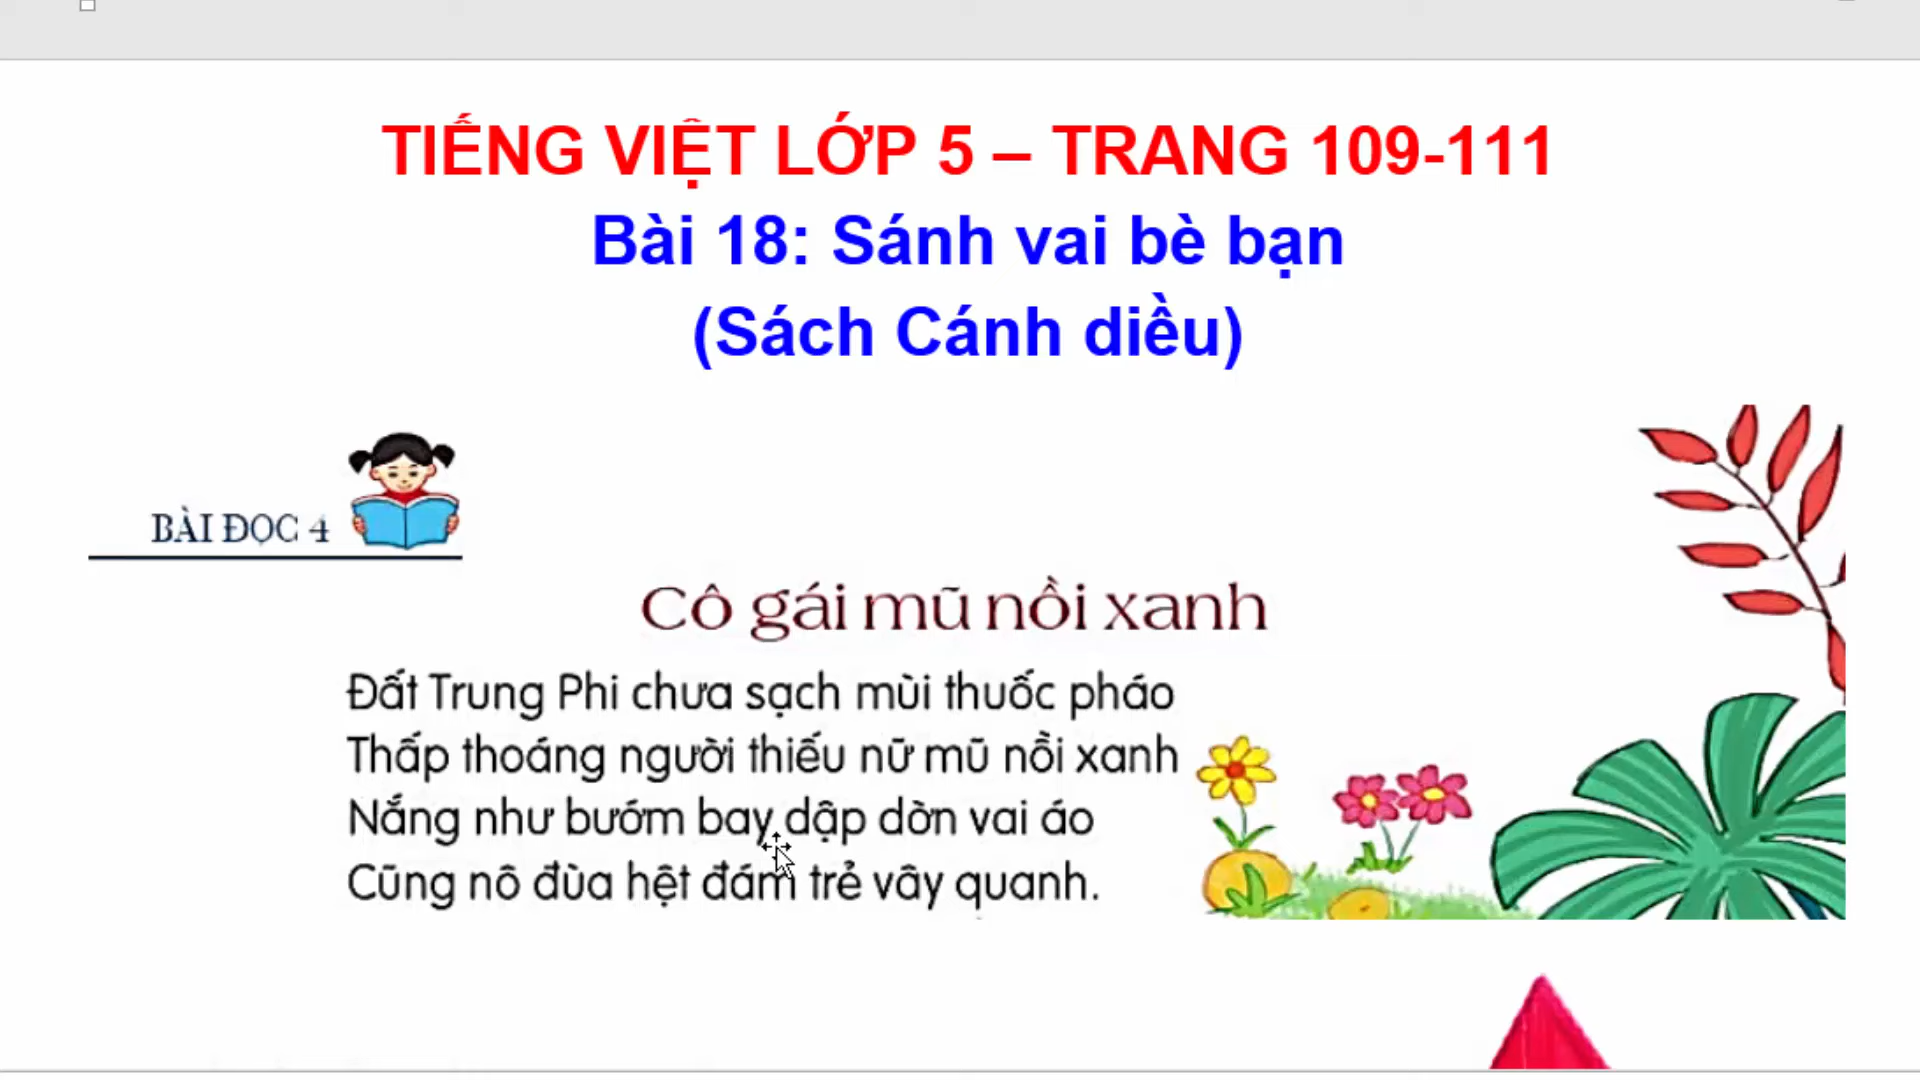 TIẾNG VIỆT LỚP 5 – TRANG 109-111
Bài 18: Sánh vai bè bạn
(Sách Cánh diều)
BÀI ĐỌC 4
Cô gái mũ nồi xanh
Đất Trung Phi chưa sạch mùi thuốc pháo
Thấp thoáng người thiếu nữ mũ nồi xanh
Nắng như bướm bay dập dờn vai áo
Cũng nô đùa hệt đám trẻ vây quanh.